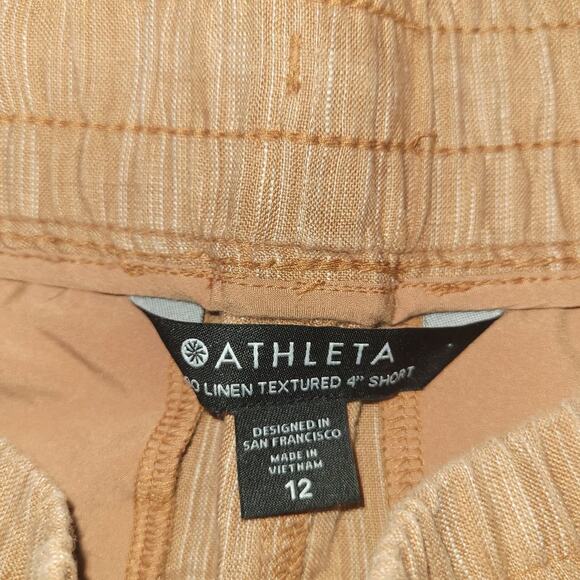 ATHLETA
LINEN TEXTURED 4" SHORT
DESIGNED IN
SAN FRANCISCO
MADE IN
VIETNAM
12